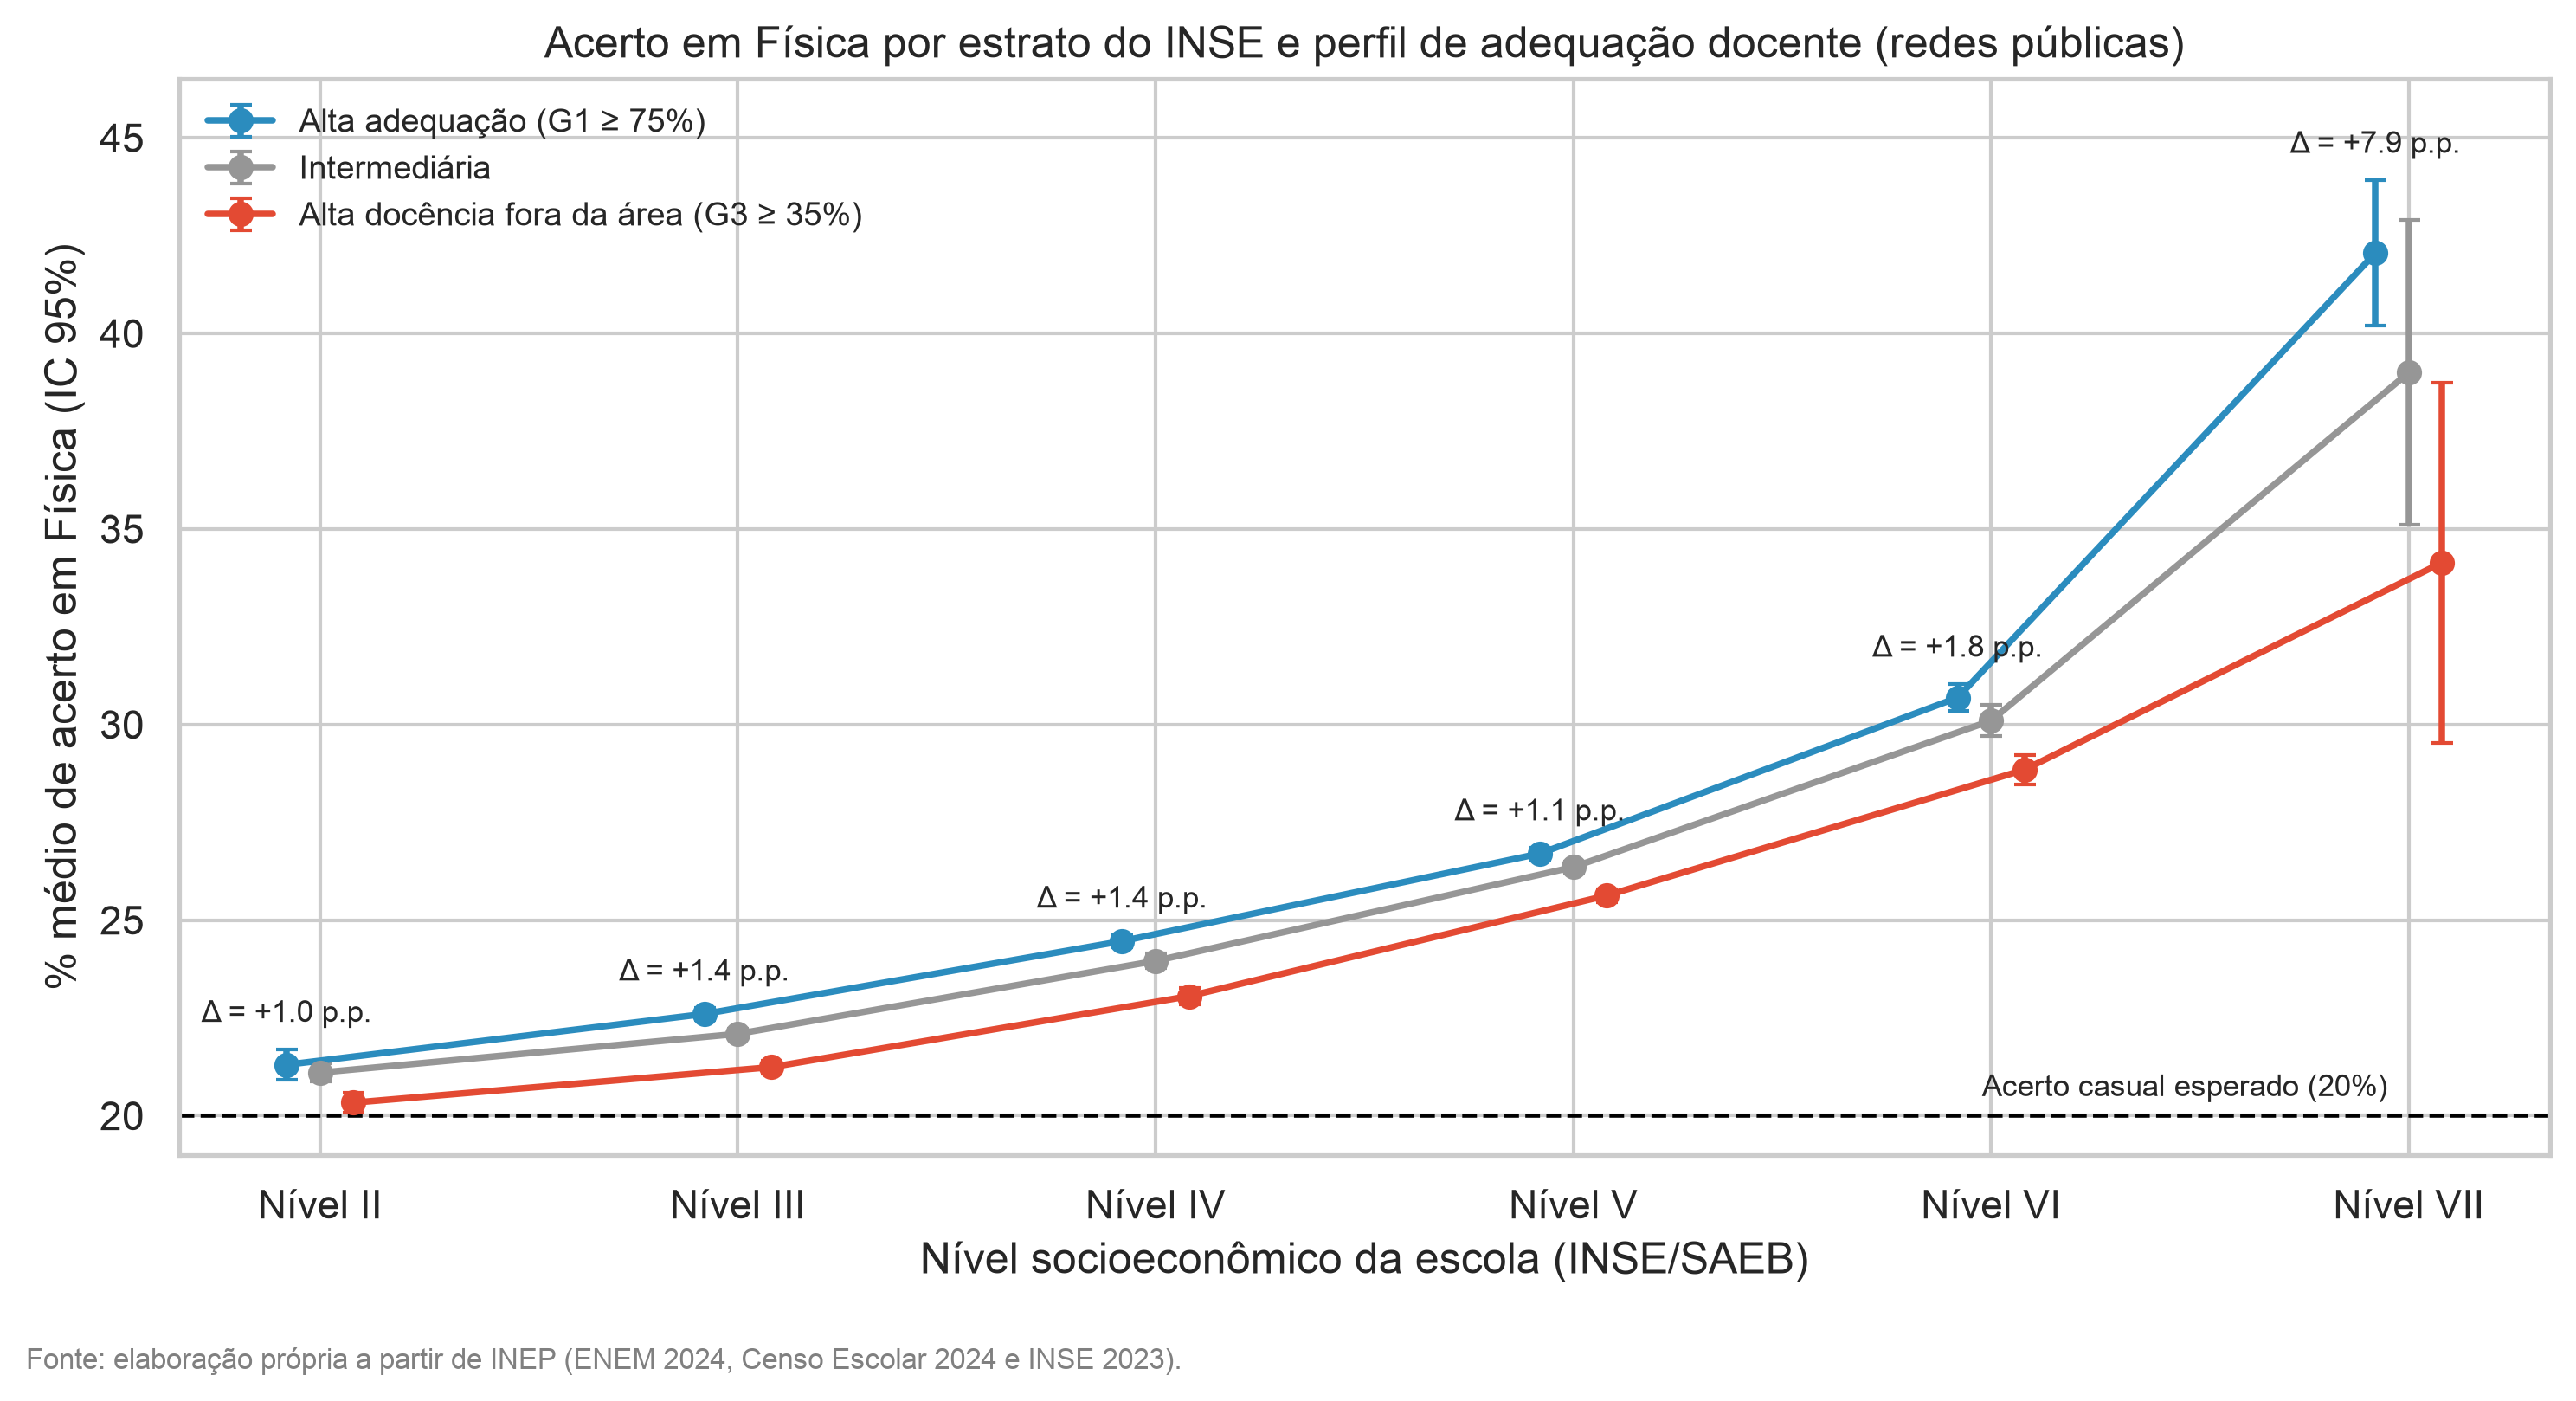 Acerto em Física por estrato do INSE e perfil de adequação docente (redes públicas)
Alta adequação (G1 ≥ 75%)
Intermediária
Alta docência fora da área (G3 ≥ 35%)
% médio de acerto em Física (IC 95%)
45
40
35
30
25
20
Δ = +1.0 p.p.
Δ = +1.4 p.p.
Δ = +1.4 p.p.
Δ = +1.1 p.p.
Δ = +1.8 p.p.
Δ = +7.9 p.p.
Acerto casual esperado (20%)
Nível II
Nível III
Nível IV
Nível V
Nível VI
Nível VII
Nível socioeconômico da escola (INSE/SAEB)
Fonte: elaboração própria a partir de INEP (ENEM 2024, Censo Escolar 2024 e INSE 2023).